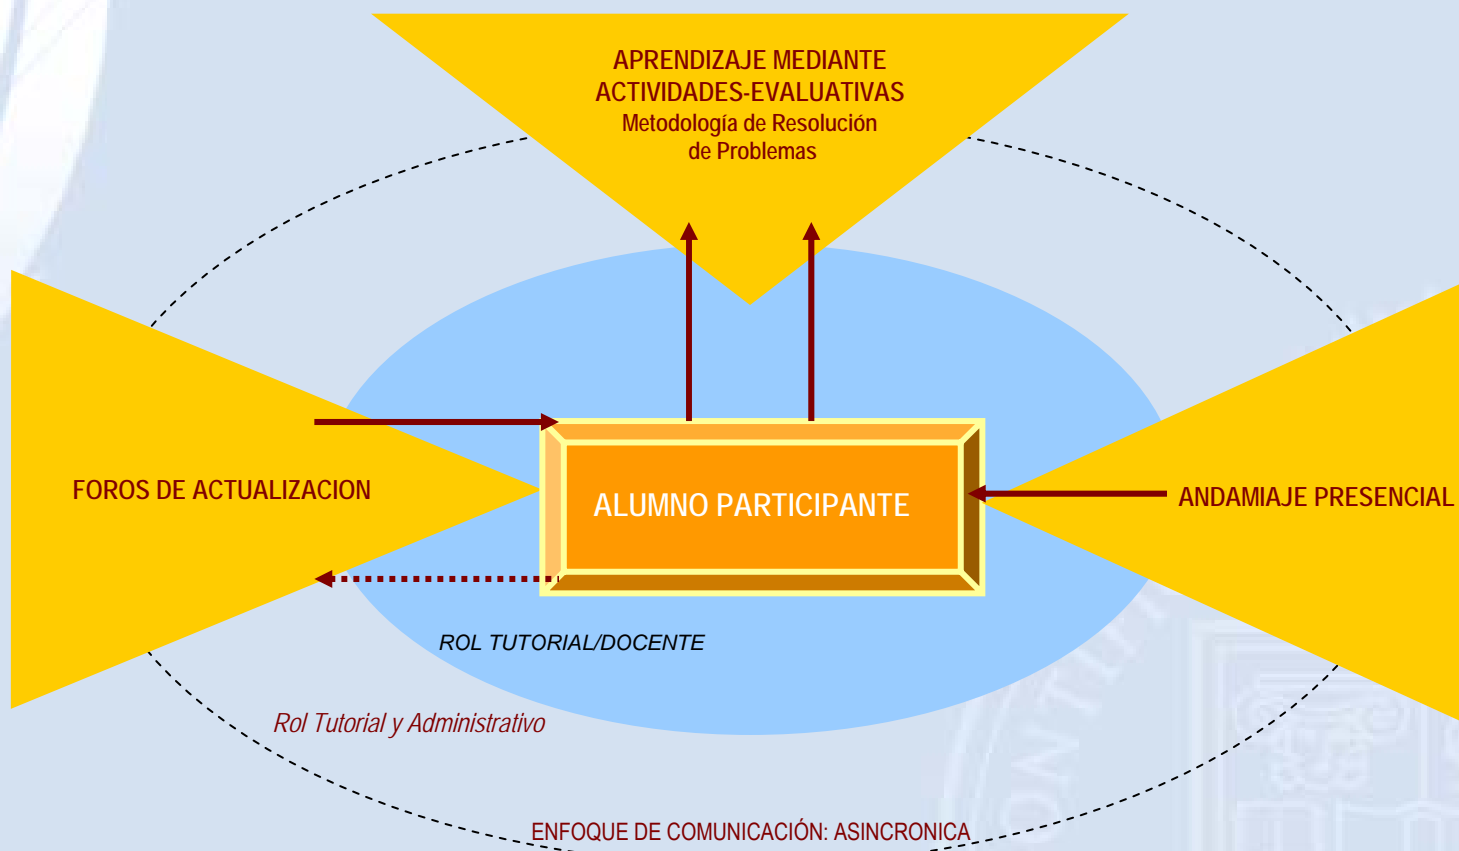 APRENDIZAJE MEDIANTE
ACTIVIDADES-EVALUATIVAS
Metodología de Resolución
de Problemas
FOROS DE ACTUALIZACION
ALUMNO PARTICIPANTE
ANDAMIAJE PRESENCIAL
ROL TUTORIAL/DOCENTE
Rol Tutorial y Administrativo
ENFOQUE DE COMUNICACIÓN: ASINCRONICA